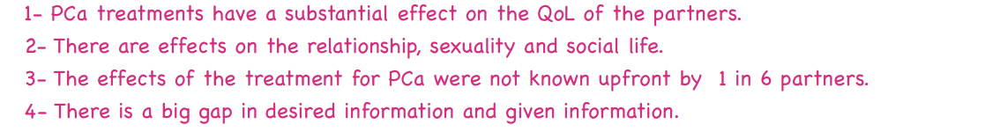 1- PCa treatments have a substantial effect on the QoL of the partners.
2- There are effects on the relationship, sexuality and social life.
3- The effects of the treatment for PCa were not known upfront by  1 in 6 partners.
4- There is a big gap in desired information and given information.